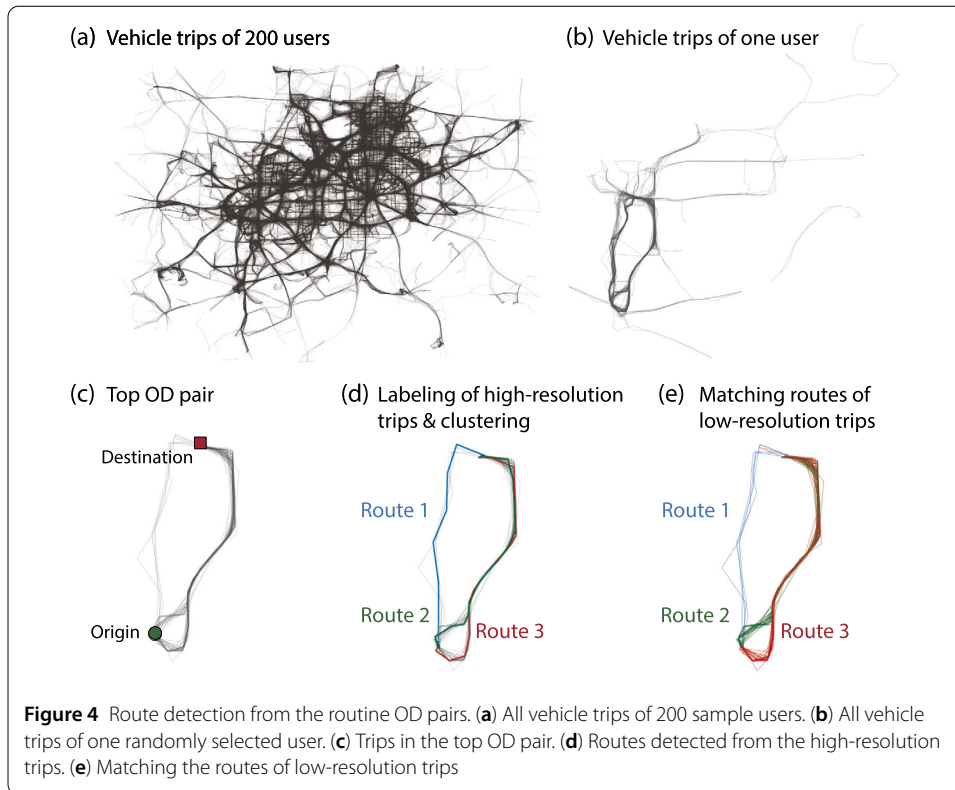 (a) Vehicle trips of 200 users
(b) Vehicle trips of one user
(c) Top OD pair
Destination
Origin
(d) Labeling of high-resolution
trips & clustering
Route 1
Route 2
Route 3
(e) Matching routes of
low-resolution trips
Route 1
Route 2
Route 3
Figure 4 Route detection from the routine OD pairs. (a) All vehicle trips of 200 sample users. (b) All vehicle
trips of one randomly selected user. (c) Trips in the top OD pair. (d) Routes detected from the high-resolution
trips. (e) Matching the routes of low-resolution trips